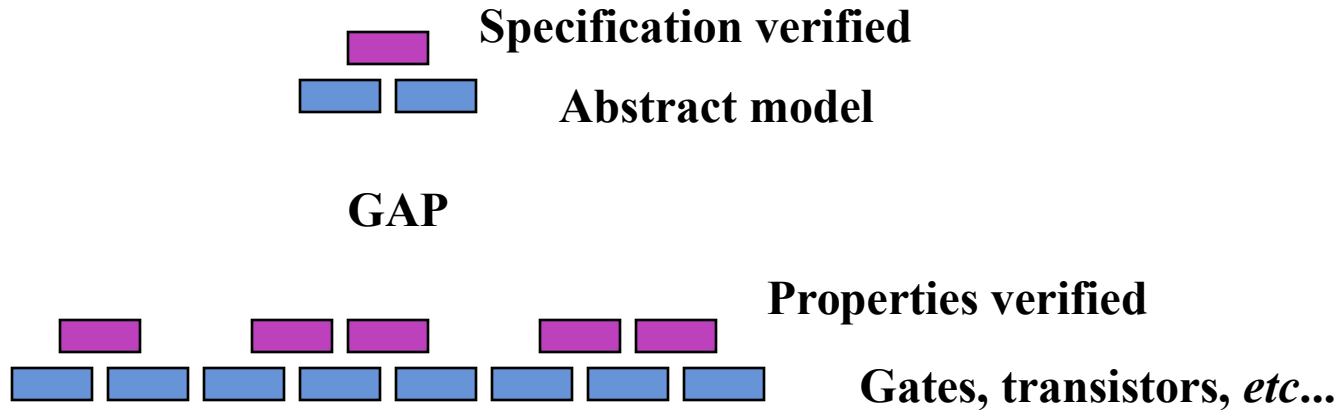 Specification verified
Abstract model
GAP
Properties verified
Gates, transistors, etc...